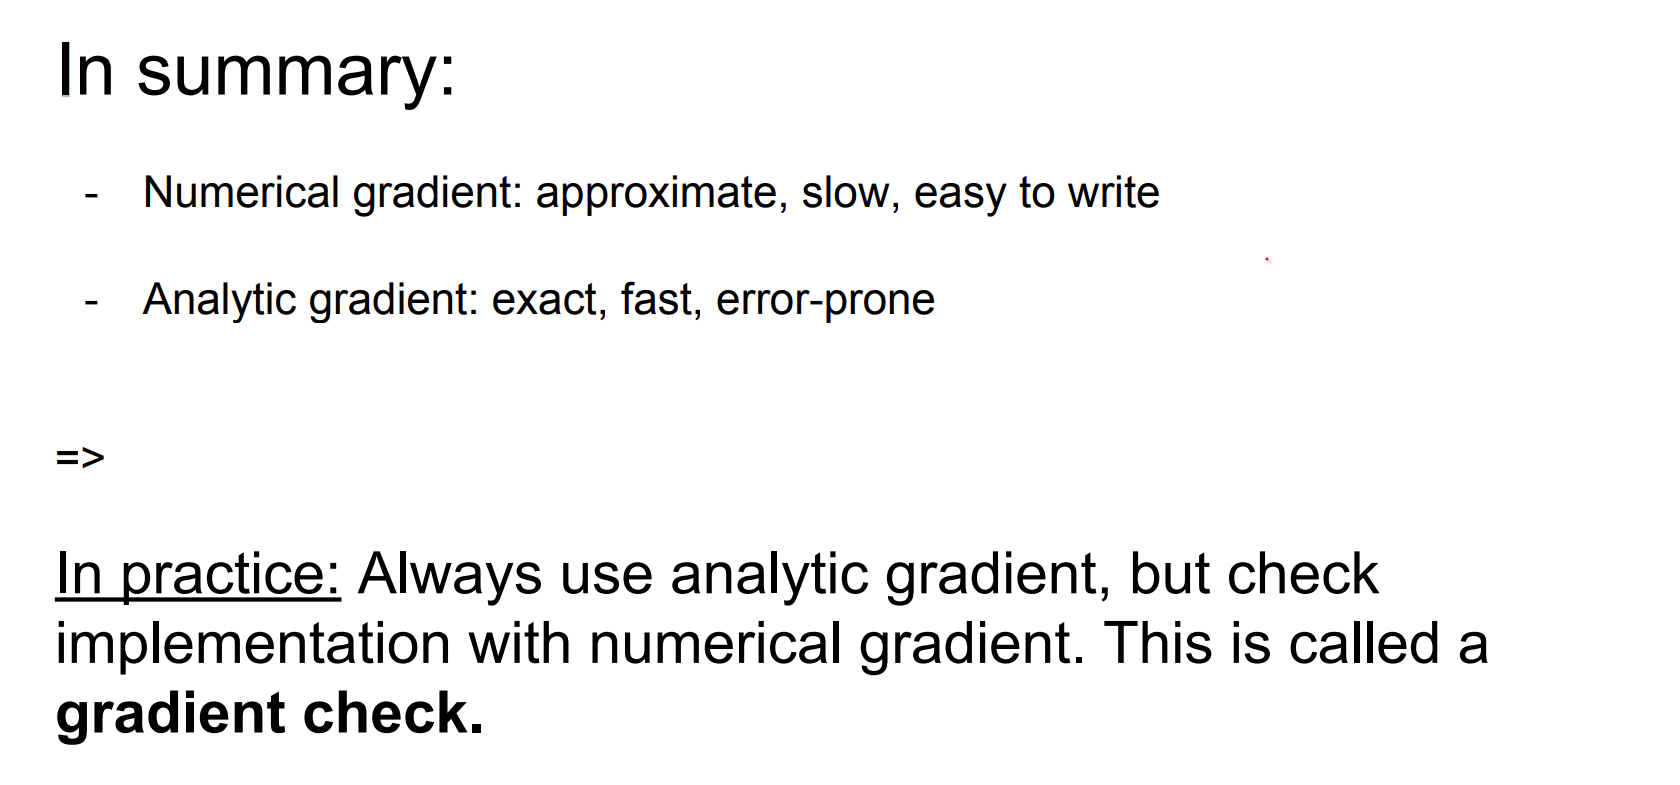 In summary:
- Numerical gradient: approximate, slow, easy to write
- Analytic gradient: exact, fast, error-prone
=>
In practice: Always use analytic gradient, but check
implementation with numerical gradient. This is called a
gradient check.